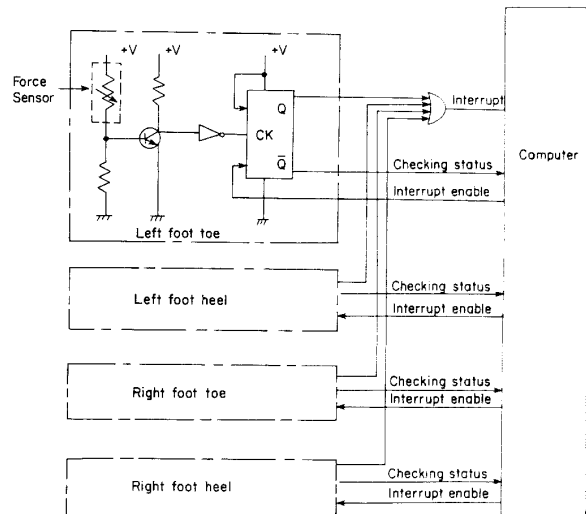 +V
+V
+V
Force
Sensor
Q
CK
Q̅
Interrupt
Computer
Checking status
Interrupt enable
Left foot toe
Left foot heel
Checking status
Interrupt enable
Right foot toe
Checking status
Interrupt enable
Right foot heel
Checking status
Interrupt enable